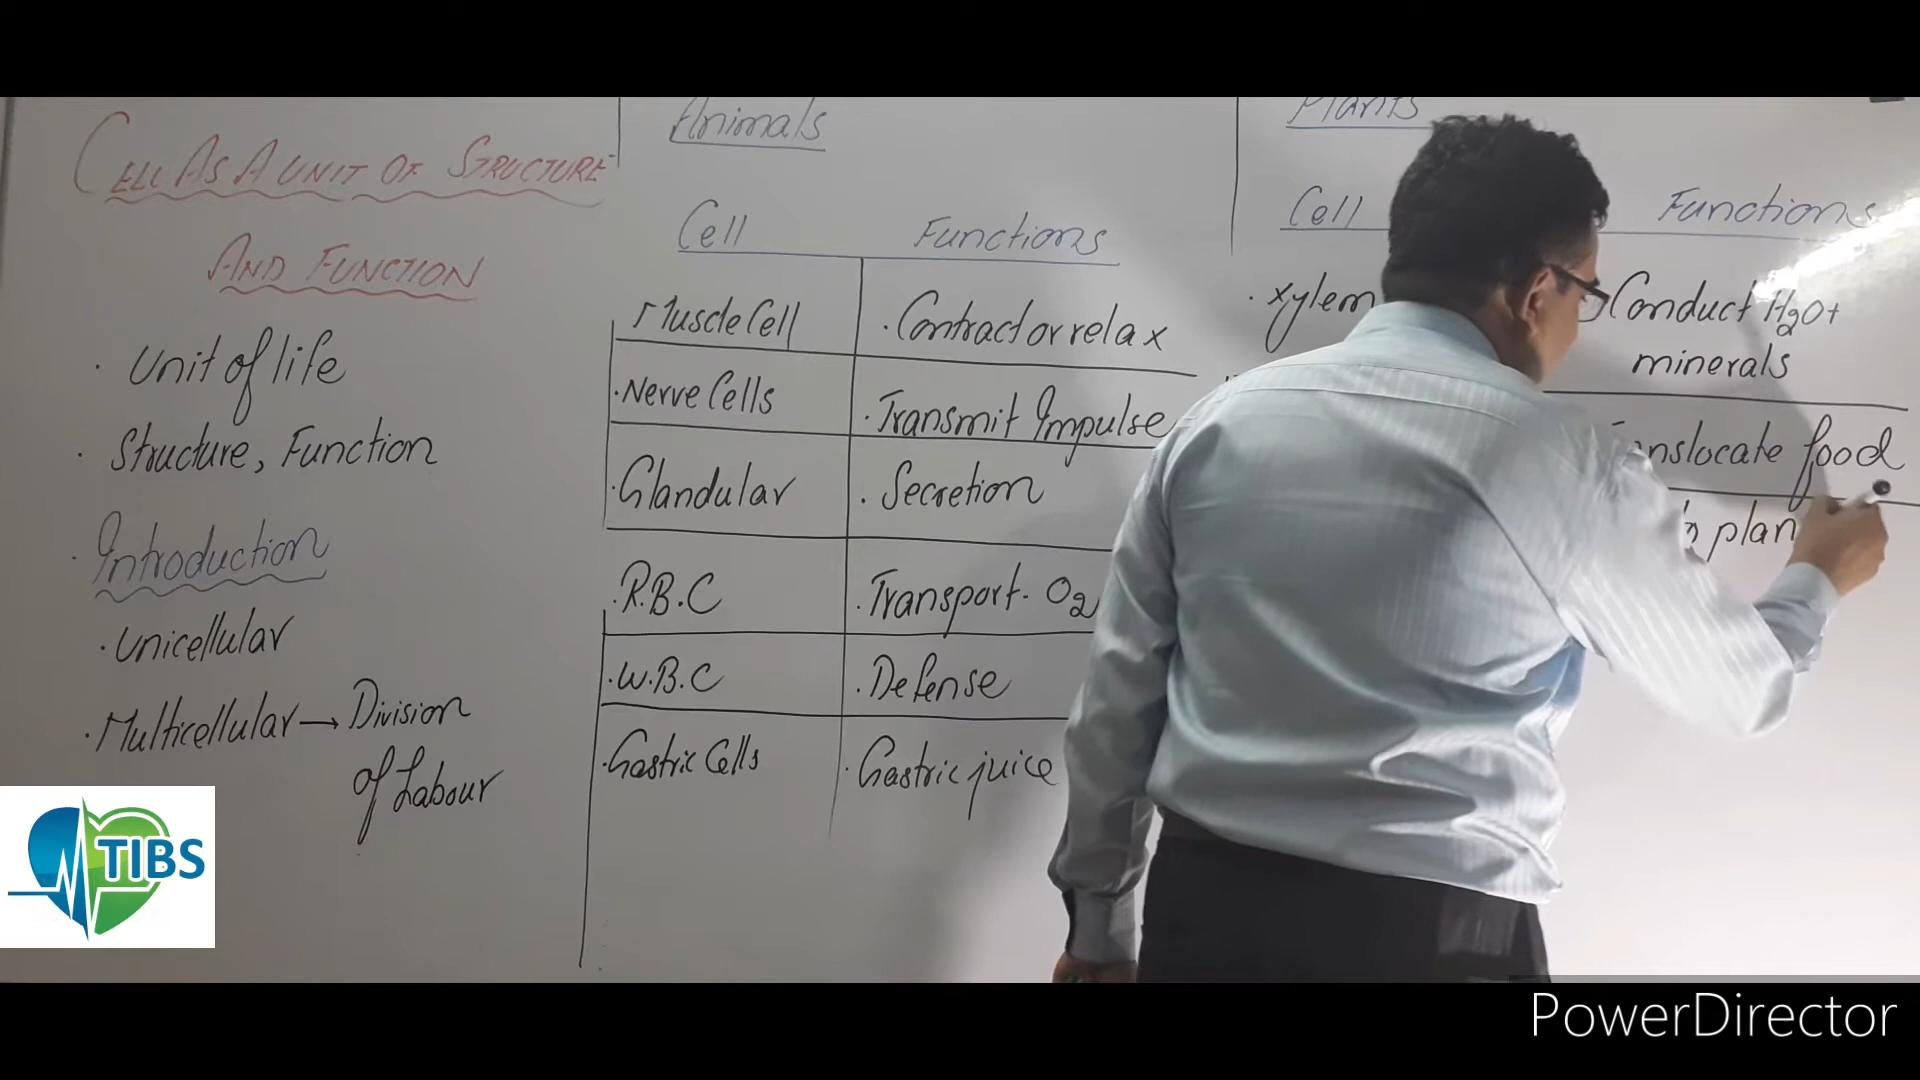 CELL AS A UNIT OF STRUCTURE
AND FUNCTION
· Unit of life
· Structure, Function
· Introduction
· Unicellular
· Multicellular → Division
of Labour
Animals
Cell Functions
Muscle Cell · Contract or relax
· Nerve Cells · Transmit Impulse
· Glandular · Secretion
· R.B.C · Transport. O2
· W.B.C · Defense
· Gastric Cells · Gastric juice
Plants
Cell Functions
· xylem Conduct H2O+
minerals
food
plan
TIBS
PowerDirector